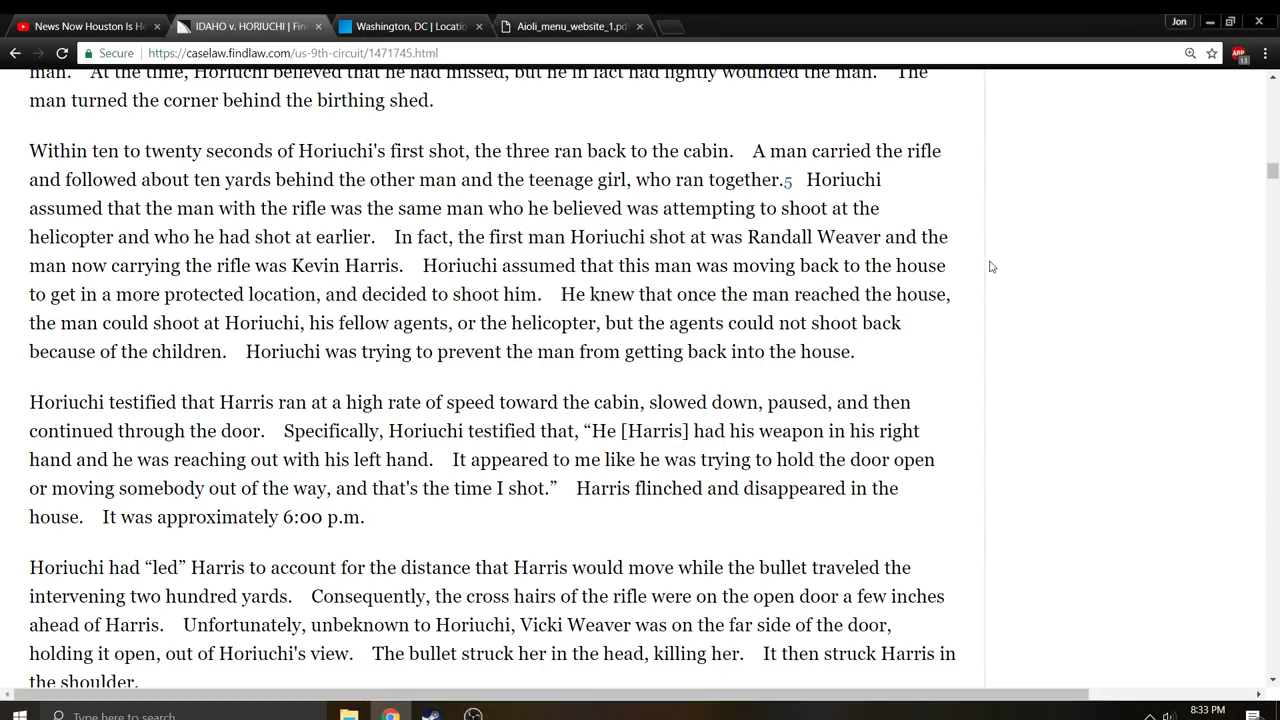 News Now Houston Is He
IDAHO v. HORIUCHI | Fin
Washington, DC | Locatio
Aioli_menu_website_1.pd
Jon
Secure
https://caselaw.findlaw.com/us-9th-circuit/1471745.html
ABP
13
man. At the time, Horiuchi believed that he had missed, but he in fact had lightly wounded the man. The
man turned the corner behind the birthing shed.
Within ten to twenty seconds of Horiuchi's first shot, the three ran back to the cabin. A man carried the rifle
and followed about ten yards behind the other man and the teenage girl, who ran together.5 Horiuchi
assumed that the man with the rifle was the same man who he believed was attempting to shoot at the
helicopter and who he had shot at earlier. In fact, the first man Horiuchi shot at was Randall Weaver and the
man now carrying the rifle was Kevin Harris. Horiuchi assumed that this man was moving back to the house
to get in a more protected location, and decided to shoot him. He knew that once the man reached the house,
the man could shoot at Horiuchi, his fellow agents, or the helicopter, but the agents could not shoot back
because of the children. Horiuchi was trying to prevent the man from getting back into the house.
Horiuchi testified that Harris ran at a high rate of speed toward the cabin, slowed down, paused, and then
continued through the door. Specifically, Horiuchi testified that, “He [Harris] had his weapon in his right
hand and he was reaching out with his left hand. It appeared to me like he was trying to hold the door open
or moving somebody out of the way, and that's the time I shot.” Harris flinched and disappeared in the
house. It was approximately 6:00 p.m.
Horiuchi had “led” Harris to account for the distance that Harris would move while the bullet traveled the
intervening two hundred yards. Consequently, the cross hairs of the rifle were on the open door a few inches
ahead of Harris. Unfortunately, unbeknown to Horiuchi, Vicki Weaver was on the far side of the door,
holding it open, out of Horiuchi's view. The bullet struck her in the head, killing her. It then struck Harris in
the shoulder.
Type here to search
8:33 PM